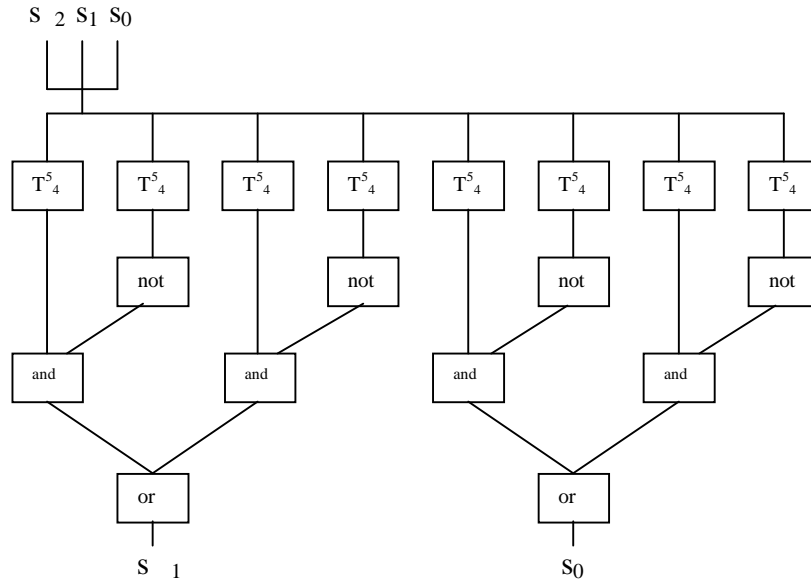 s 2 s1 s0
T⁵₄ T⁵₄ T⁵₄ T⁵₄ T⁵₄ T⁵₄ T⁵₄ T⁵₄
not not not not
and and and and
or or
s 1 s0